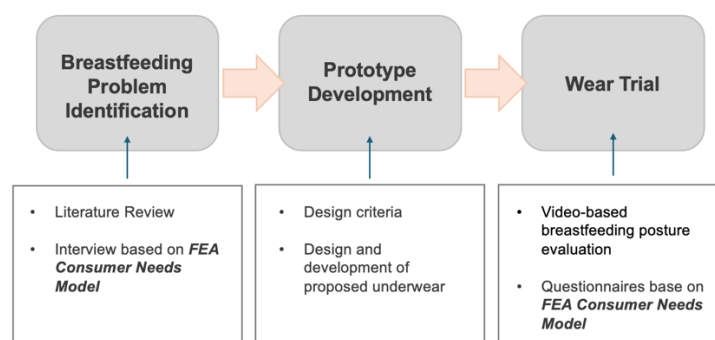 Breastfeeding
Problem
Identification
Prototype
Development
Wear Trial
• Literature Review
• Interview based on FEA
Consumer Needs
Model
• Design criteria
• Design and
development of
proposed underwear
• Video-based
breastfeeding posture
evaluation
• Questionnaires base on
FEA Consumer Needs
Model